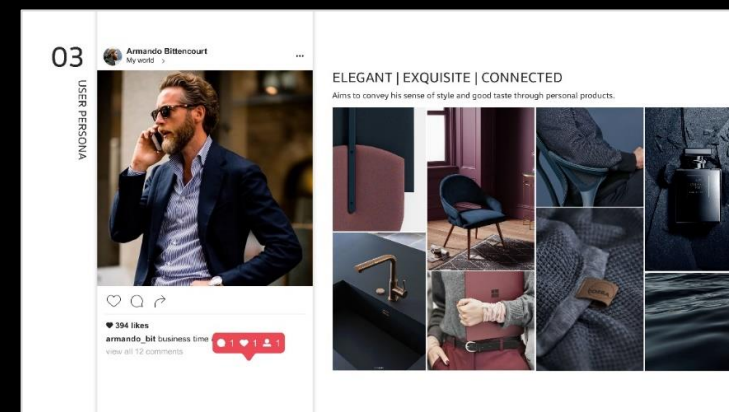 03
USER PERSONA
Armando Bittencourt
My world >
...
394 likes
armando_bit business time
1 1 1
view all 12 comments
ELEGANT | EXQUISITE | CONNECTED
Aims to convey his sense of style and good taste through personal products.